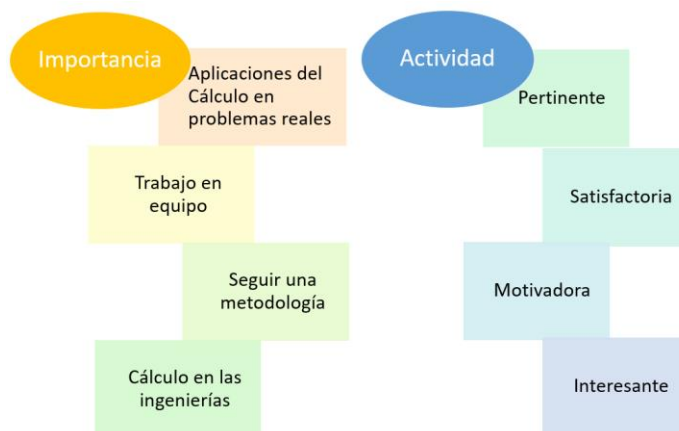 Importancia
Aplicaciones del
Cálculo en
problemas reales
Trabajo en
equipo
Seguir una
metodología
Cálculo en las
ingenierías
Actividad
Pertinente
Satisfactoria
Motivadora
Interesante